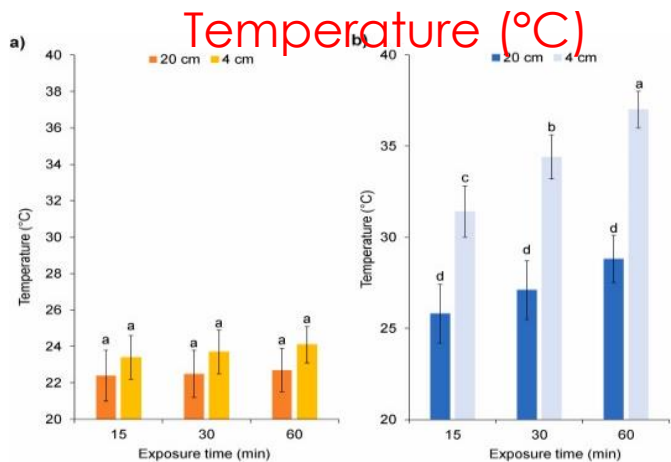 Temperature (°C)
a)
20 cm 4 cm
Temperature (°C)
40
38
36
34
32
30
28
26
24
22
20
a a a a a a
15 30 60
Exposure time (min)
b)
20 cm 4 cm
Temperature (°C)
40
35
30
25
20
d c d b d a
15 30 60
Exposure time (min)